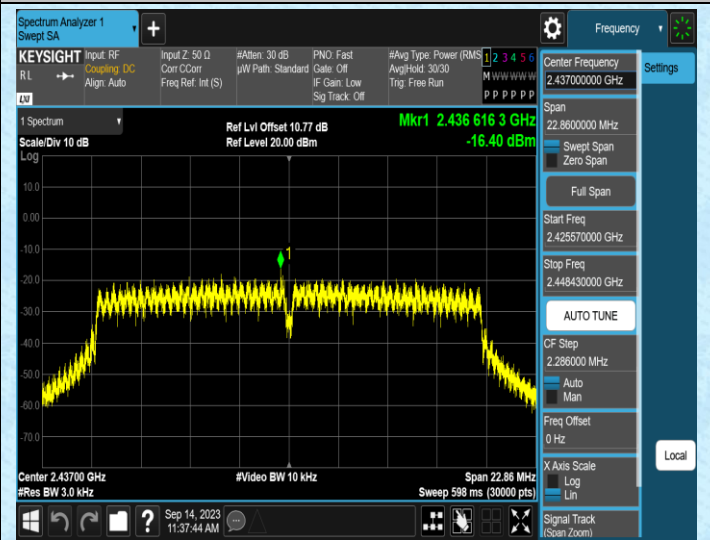 Spectrum Analyzer 1
Swept SA
+
Frequency
KEYSIGHT
RL
LXI
Input: RF
Coupling: DC
Align: Auto
Input Z: 50 Ω
Corr CCorr
Freq Ref: Int (S)
#Atten: 30 dB
µW Path: Standard
PNO: Fast
Gate: Off
IF Gain: Low
Sig Track: Off
#Avg Type: Power (RMS
Avg|Hold: 30/30
Trig: Free Run
1 2 3 4 5 6
M W W W W W
P P P P P P
1 Spectrum
Scale/Div 10 dB
Log
Ref Lvl Offset 10.77 dB
Ref Level 20.00 dBm
Mkr1 2.436 616 3 GHz
-16.40 dBm
10.0
0.00
-10.0
-20.0
-30.0
-40.0
-50.0
-60.0
-70.0
1
Center 2.43700 GHz
#Res BW 3.0 kHz
#Video BW 10 kHz
Span 22.86 MHz
Sweep 598 ms (30000 pts)
Sep 14, 2023
11:37:44 AM
?
Center Frequency
2.437000000 GHz
Span
22.8600000 MHz
Swept Span
Zero Span
Full Span
Start Freq
2.425570000 GHz
Stop Freq
2.448430000 GHz
AUTO TUNE
CF Step
2.286000 MHz
Auto
Man
Freq Offset
0 Hz
X Axis Scale
Log
Lin
Signal Track
(Span Zoom)
Settings
Local